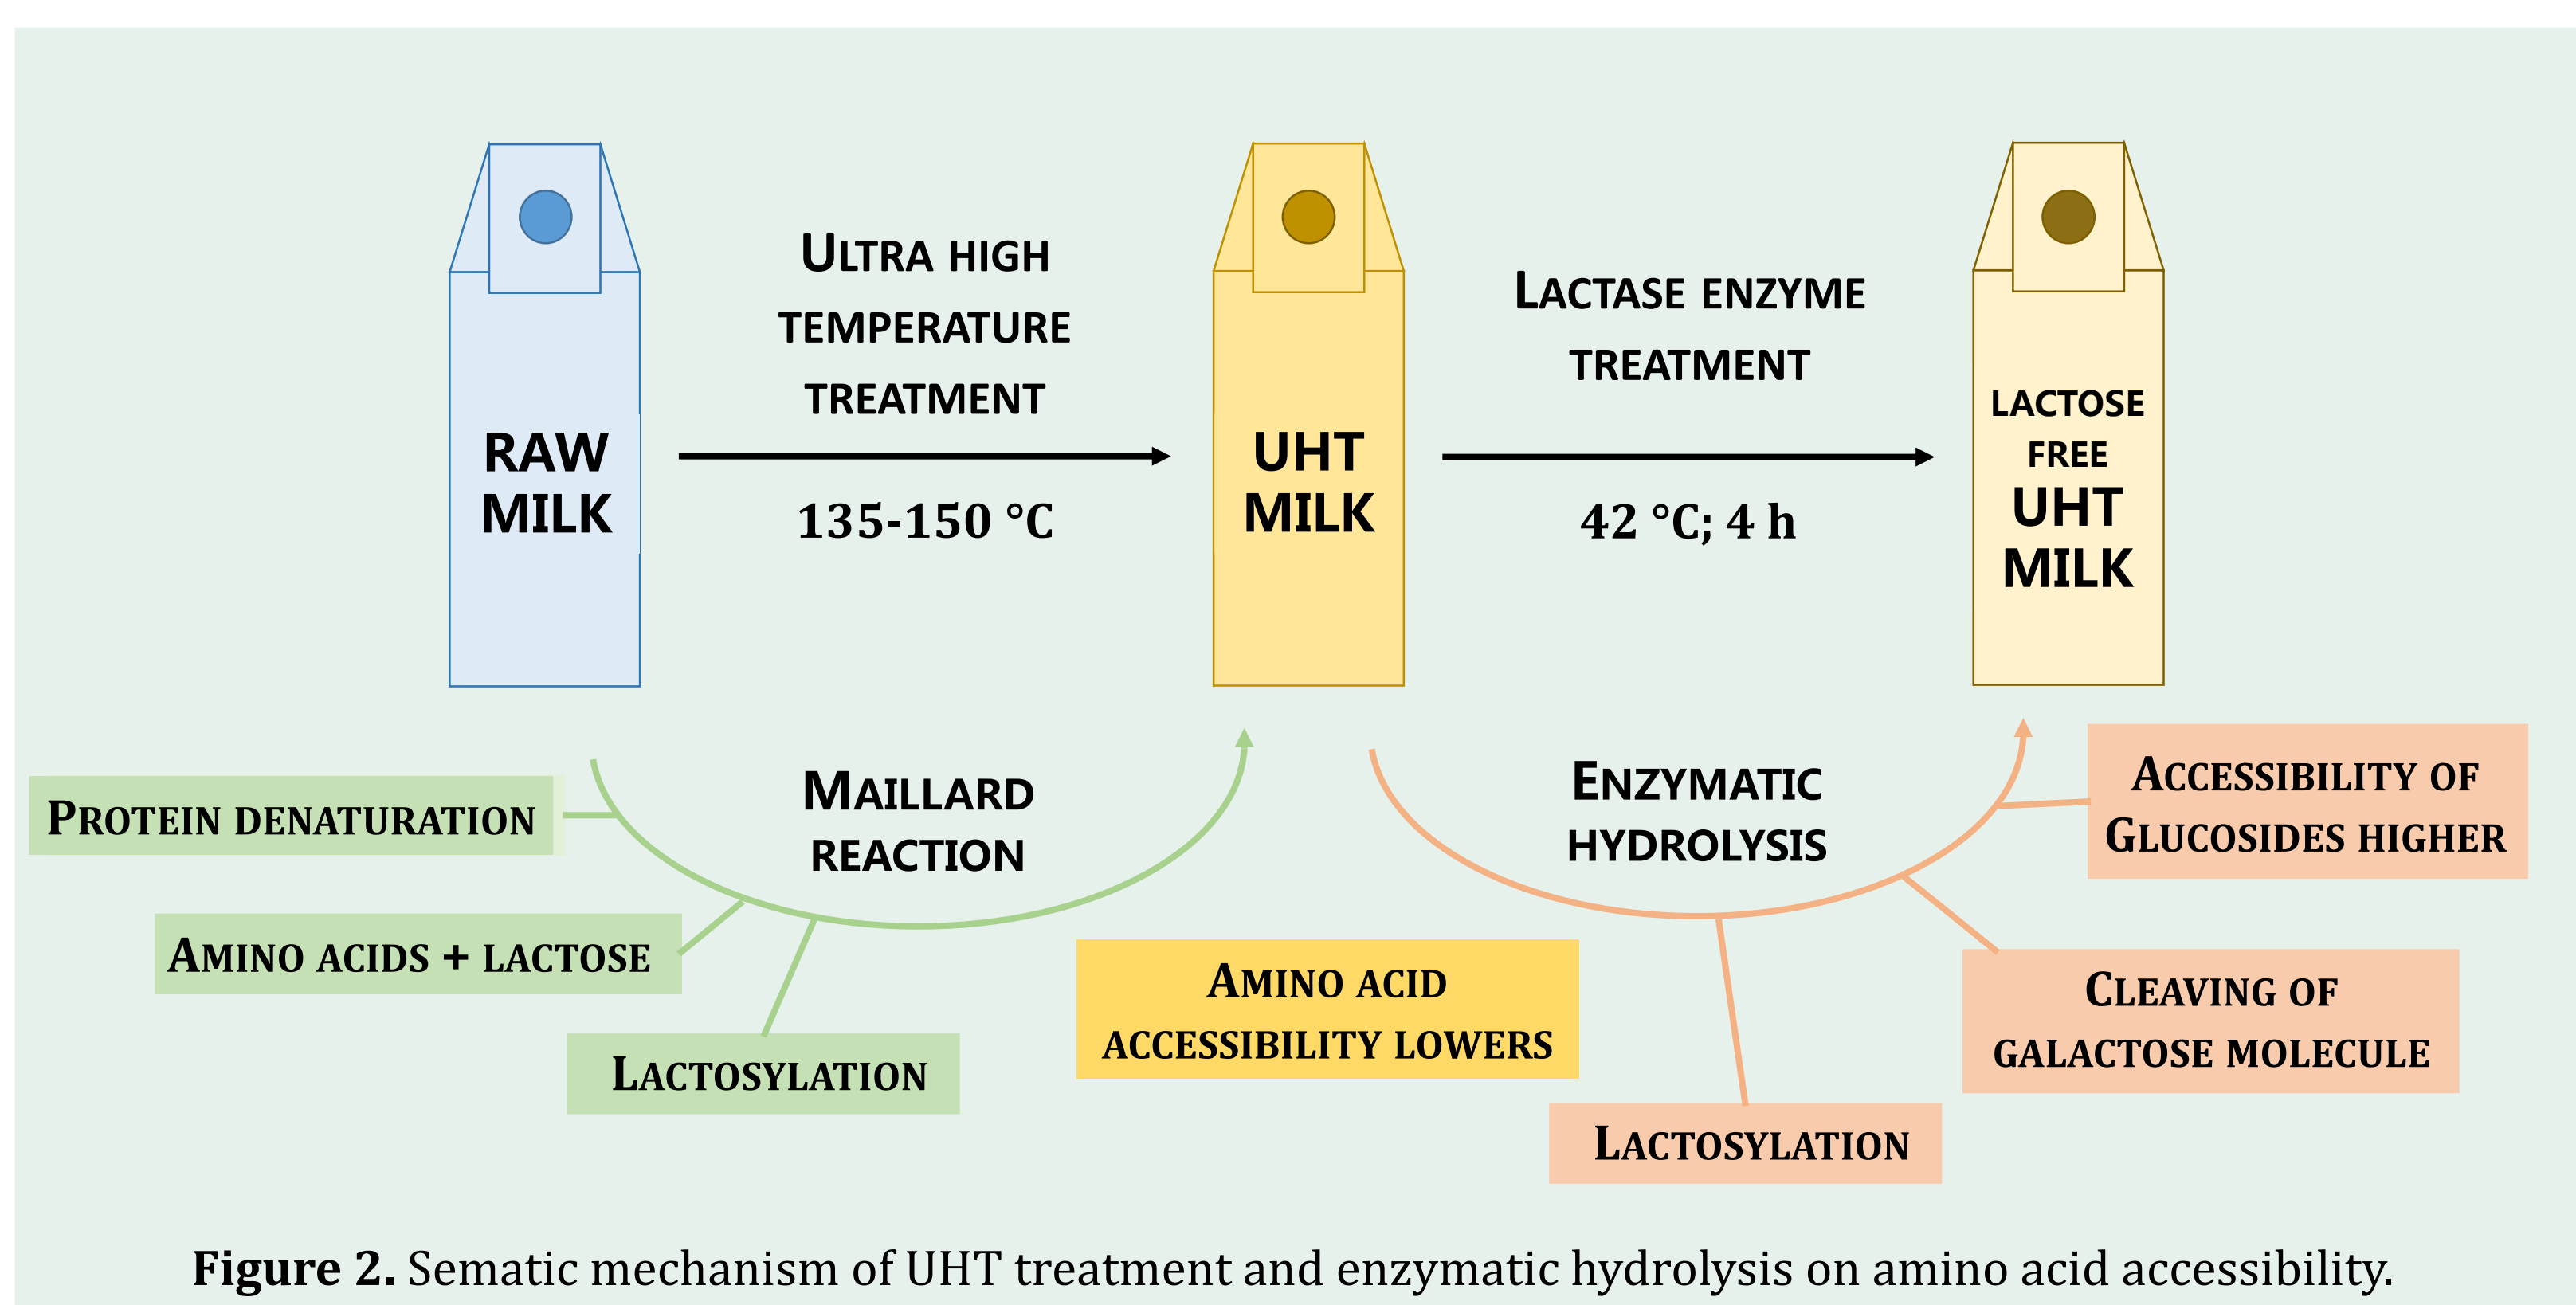 RAW
MILK
ULTRA HIGH
TEMPERATURE
TREATMENT
135-150 °C
UHT
MILK
LACTASE ENZYME
TREATMENT
42 °C; 4 h
LACTOSE
FREE
UHT
MILK
PROTEIN DENATURATION
AMINO ACIDS + LACTOSE
LACTOSYLATION
MAILLARD
REACTION
AMINO ACID
ACCESSIBILITY LOWERS
ENZYMATIC
HYDROLYSIS
LACTOSYLATION
CLEAVING OF
GALACTOSE MOLECULE
ACCESSIBILITY OF
GLUCOSIDES HIGHER
Figure 2. Sematic mechanism of UHT treatment and enzymatic hydrolysis on amino acid accessibility.